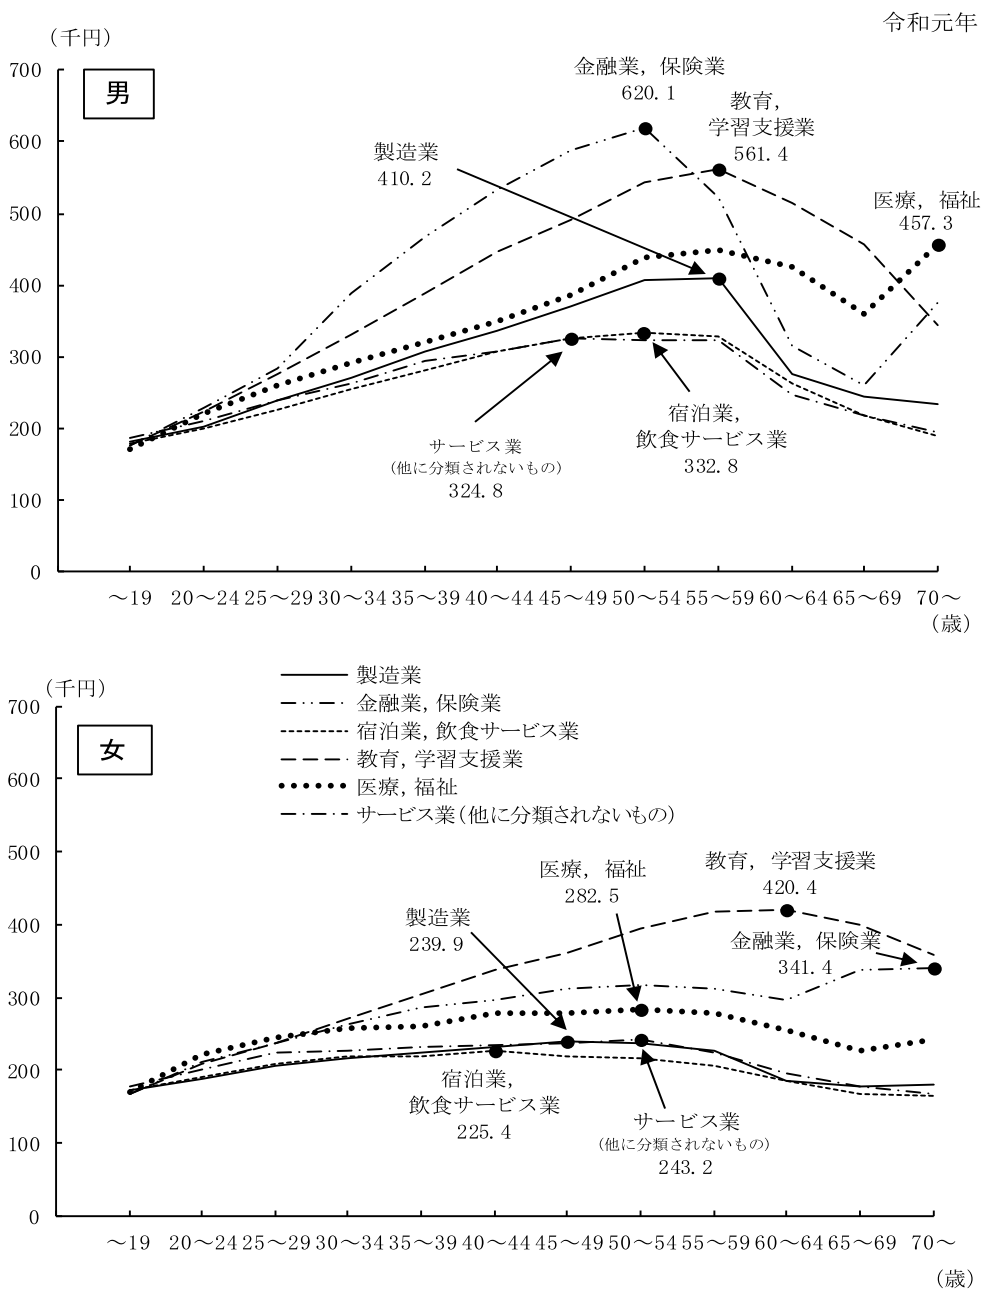 令和元年
（千円）
男
700
600
500
400
300
200
100
0
金融業，保険業
620.1
教育，
学習支援業
561.4
製造業
410.2
医療，福祉
457.3
宿泊業，
飲食サービス業
332.8
サービス業
（他に分類されないもの）
324.8
～19 20～24 25～29 30～34 35～39 40～44 45～49 50～54 55～59 60～64 65～69 70～
（歳）
（千円）
女
製造業
金融業，保険業
宿泊業，飲食サービス業
教育，学習支援業
医療，福祉
サービス業（他に分類されないもの）
700
600
500
400
300
200
100
0
教育，学習支援業
420.4
医療，福祉
282.5
製造業
239.9
金融業，保険業
341.4
宿泊業，
飲食サービス業
225.4
サービス業
（他に分類されないもの）
243.2
～19 20～24 25～29 30～34 35～39 40～44 45～49 50～54 55～59 60～64 65～69 70～
（歳）